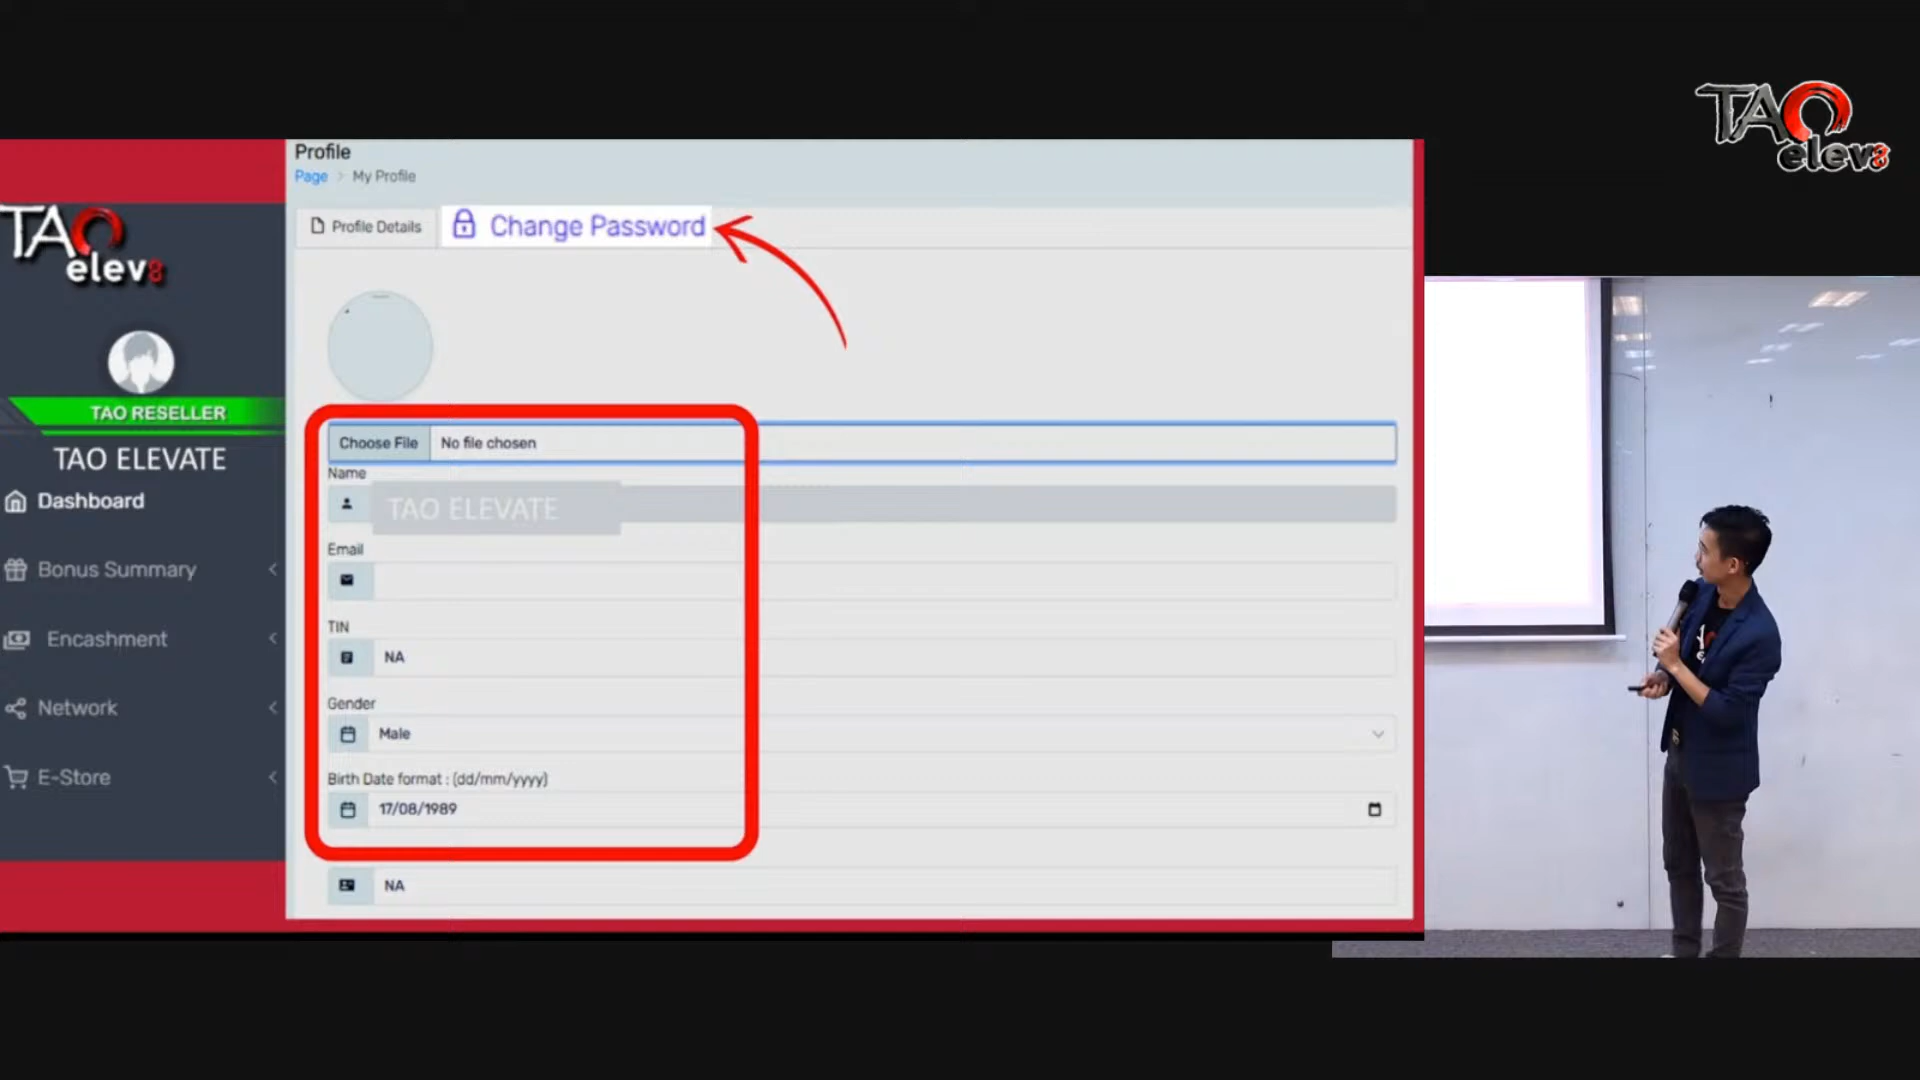 TAO
elev8
Profile
Page > My Profile
Profile Details
Change Password
TAO
elev8
TAO RESELLER
TAO ELEVATE
Dashboard
Bonus Summary
Encashment
Network
E-Store
Choose File
No file chosen
Name
TAO ELEVATE
Email
TIN
NA
Gender
Male
Birth Date format : (dd/mm/yyyy)
17/08/1989
NA